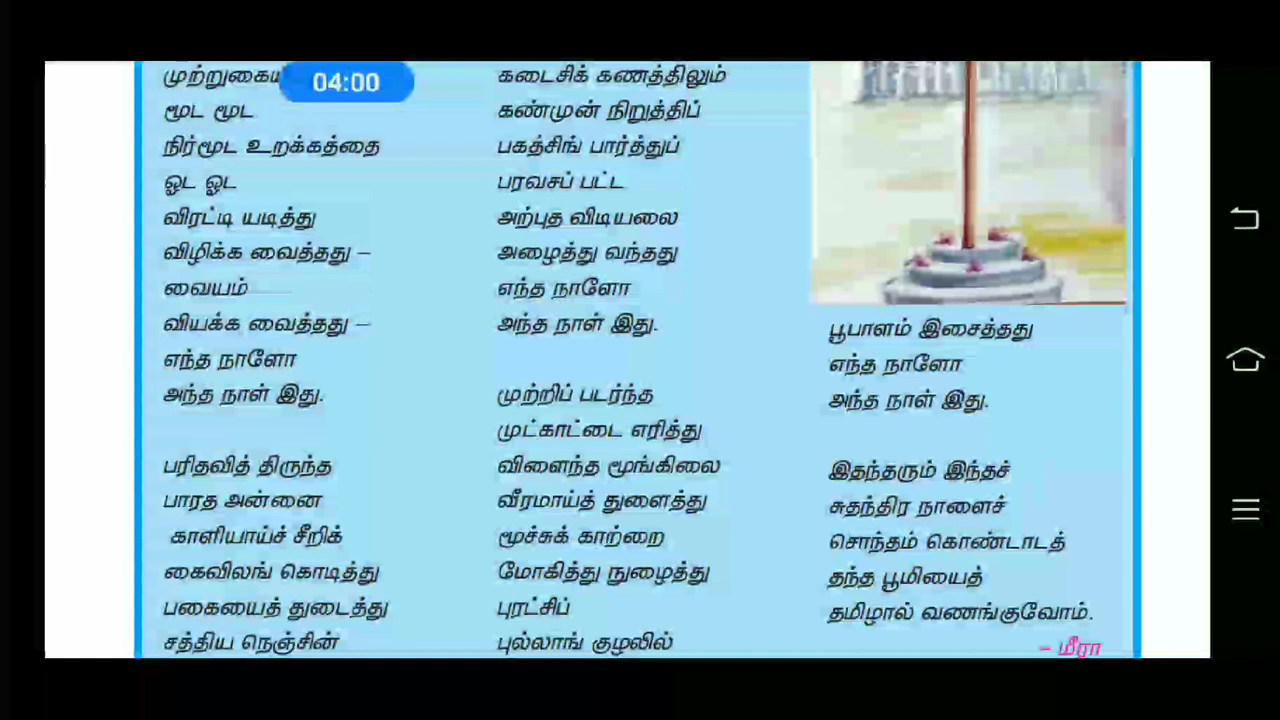 04:00
மூட மூட
நிர்மூட உறக்கத்தை
ஓட ஓட
விரட்டி யடித்து
விழிக்க வைத்தது –
வையம்
வியக்க வைத்தது –
எந்த நாளோ
அந்த நாள் இது.
பரிதவித் திருந்த
பாரத அன்னை
காளியாய்ச் சீறிக்
கைவிலங் கொடித்து
பகையைத் துடைத்து
சத்திய நெஞ்சின்
கடைசிக் கணத்திலும்
கண்முன் நிறுத்திப்
பகத்சிங் பார்த்துப்
பரவசப் பட்ட
அற்புத விடியலை
அழைத்து வந்தது
எந்த நாளோ
அந்த நாள் இது.
முற்றிப் படர்ந்த
முட்காட்டை எரித்து
விளைந்த மூங்கிலை
வீரமாய்த் துளைத்து
மூச்சுக் காற்றை
மோகித்து நுழைத்து
புரட்சிப்
புல்லாங் குழலில்
பூபாளம் இசைத்தது
எந்த நாளோ
அந்த நாள் இது.
இதந்தரும் இந்தச்
சுதந்திர நாளைச்
சொந்தம் கொண்டாடத்
தந்த பூமியைத்
தமிழால் வணங்குவோம்.
– மீரா